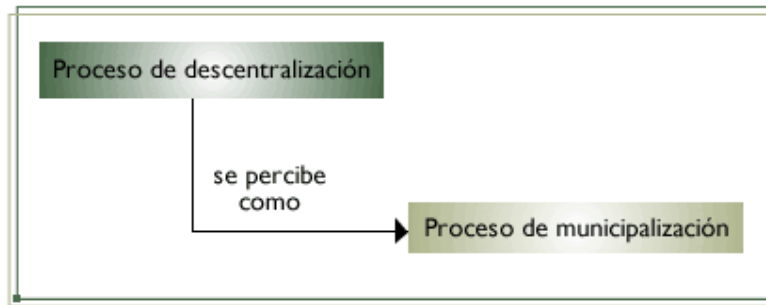 Proceso de descentralización
se percibe
como
Proceso de municipalización